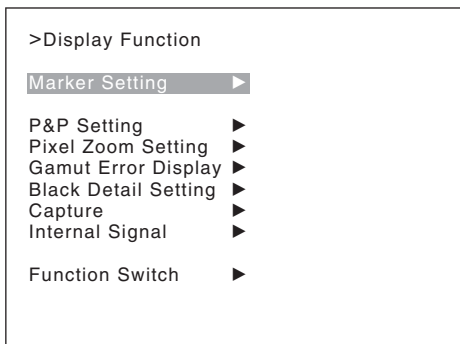 >Display Function
Marker Setting ►
P&P Setting ►
Pixel Zoom Setting ►
Gamut Error Display ►
Black Detail Setting ►
Capture ►
Internal Signal ►
Function Switch ►